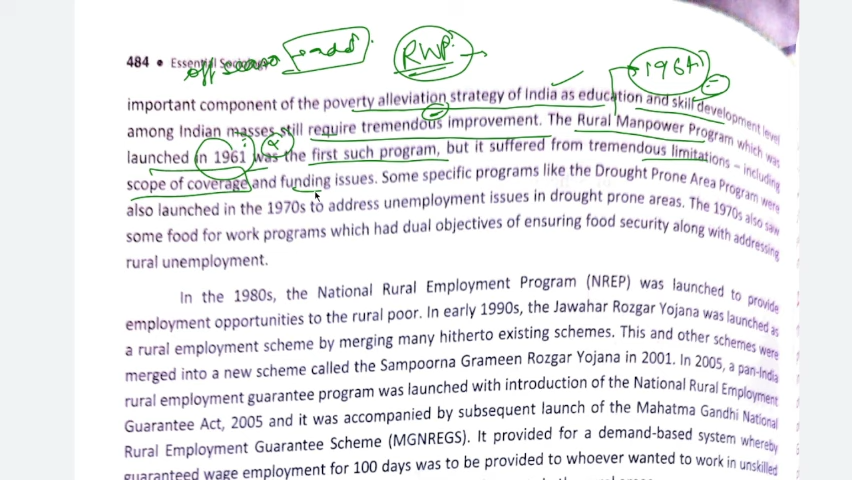 road
RWP
1961
484 • Essential Sociology
important component of the poverty alleviation strategy of India as education and skill development level
among Indian masses still require tremendous improvement. The Rural Manpower Program which was
launched in 1961 was the first such program, but it suffered from tremendous limitations – including
scope of coverage and funding issues. Some specific programs like the Drought Prone Area Program were
also launched in the 1970s to address unemployment issues in drought prone areas. The 1970s also saw
some food for work programs which had dual objectives of ensuring food security along with addressing
rural unemployment.
In the 1980s, the National Rural Employment Program (NREP) was launched to provide
employment opportunities to the rural poor. In early 1990s, the Jawahar Rozgar Yojana was launched as
a rural employment scheme by merging many hitherto existing schemes. This and other schemes were
merged into a new scheme called the Sampoorna Grameen Rozgar Yojana in 2001. In 2005, a pan-India
rural employment guarantee program was launched with introduction of the National Rural Employment
Guarantee Act, 2005 and it was accompanied by subsequent launch of the Mahatma Gandhi National
Rural Employment Guarantee Scheme (MGNREGS). It provided for a demand-based system whereby
guaranteed wage employment for 100 days was to be provided to whoever wanted to work in unskilled